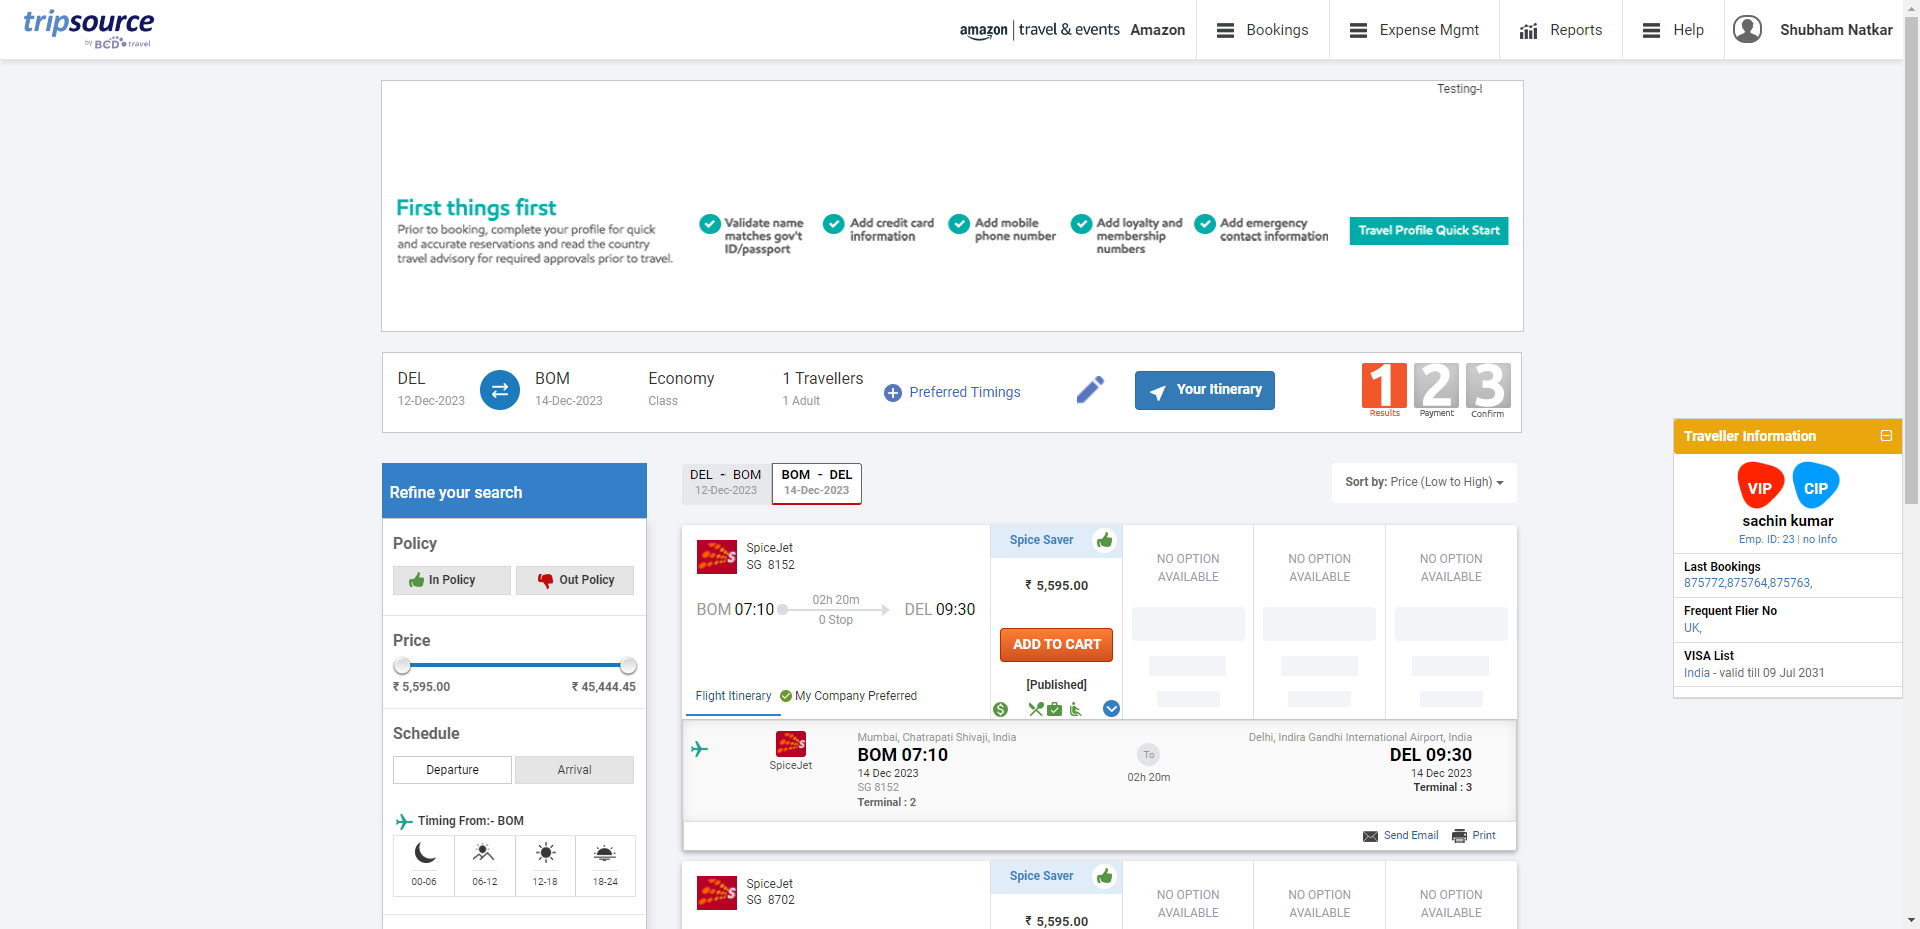 tripsource
by BCD travel
amazon | travel & events Amazon
Bookings
Expense Mgmt
Reports
Help
Shubham Natkar
Testing-I
First things first
Prior to booking, complete your profile for quick
and accurate reservations and read the country
travel advisory for required approvals prior to travel.
Validate name
matches gov't
ID/passport
Add credit card
information
Add mobile
phone number
Add loyalty and
membership
numbers
Add emergency
contact information
Travel Profile Quick Start
DEL
12-Dec-2023
BOM
14-Dec-2023
Economy
Class
1 Travellers
1 Adult
Preferred Timings
Your Itinerary
1
Results
2
Payment
3
Confirm
Traveller Information
VIP
CIP
sachin kumar
Emp. ID: 23 | no Info
Last Bookings
875772,875764,875763,
Frequent Flier No
UK,
VISA List
India - valid till 09 Jul 2031
Refine your search
Policy
In Policy
Out Policy
Price
₹ 5,595.00
₹ 45,444.45
Schedule
Departure
Arrival
Timing From:- BOM
00-06
06-12
12-18
18-24
DEL - BOM
12-Dec-2023
BOM - DEL
14-Dec-2023
Sort by: Price (Low to High)
SpiceJet
SG 8152
BOM 07:10
02h 20m
0 Stop
DEL 09:30
Flight Itinerary
My Company Preferred
Spice Saver
₹ 5,595.00
ADD TO CART
[Published]
NO OPTION
AVAILABLE
NO OPTION
AVAILABLE
NO OPTION
AVAILABLE
SpiceJet
Mumbai, Chatrapati Shivaji, India
BOM 07:10
14 Dec 2023
SG 8152
Terminal : 2
To
02h 20m
Delhi, Indira Gandhi International Airport, India
DEL 09:30
14 Dec 2023
Terminal : 3
Send Email
Print
SpiceJet
SG 8702
Spice Saver
₹ 5,595.00
NO OPTION
AVAILABLE
NO OPTION
AVAILABLE
NO OPTION
AVAILABLE